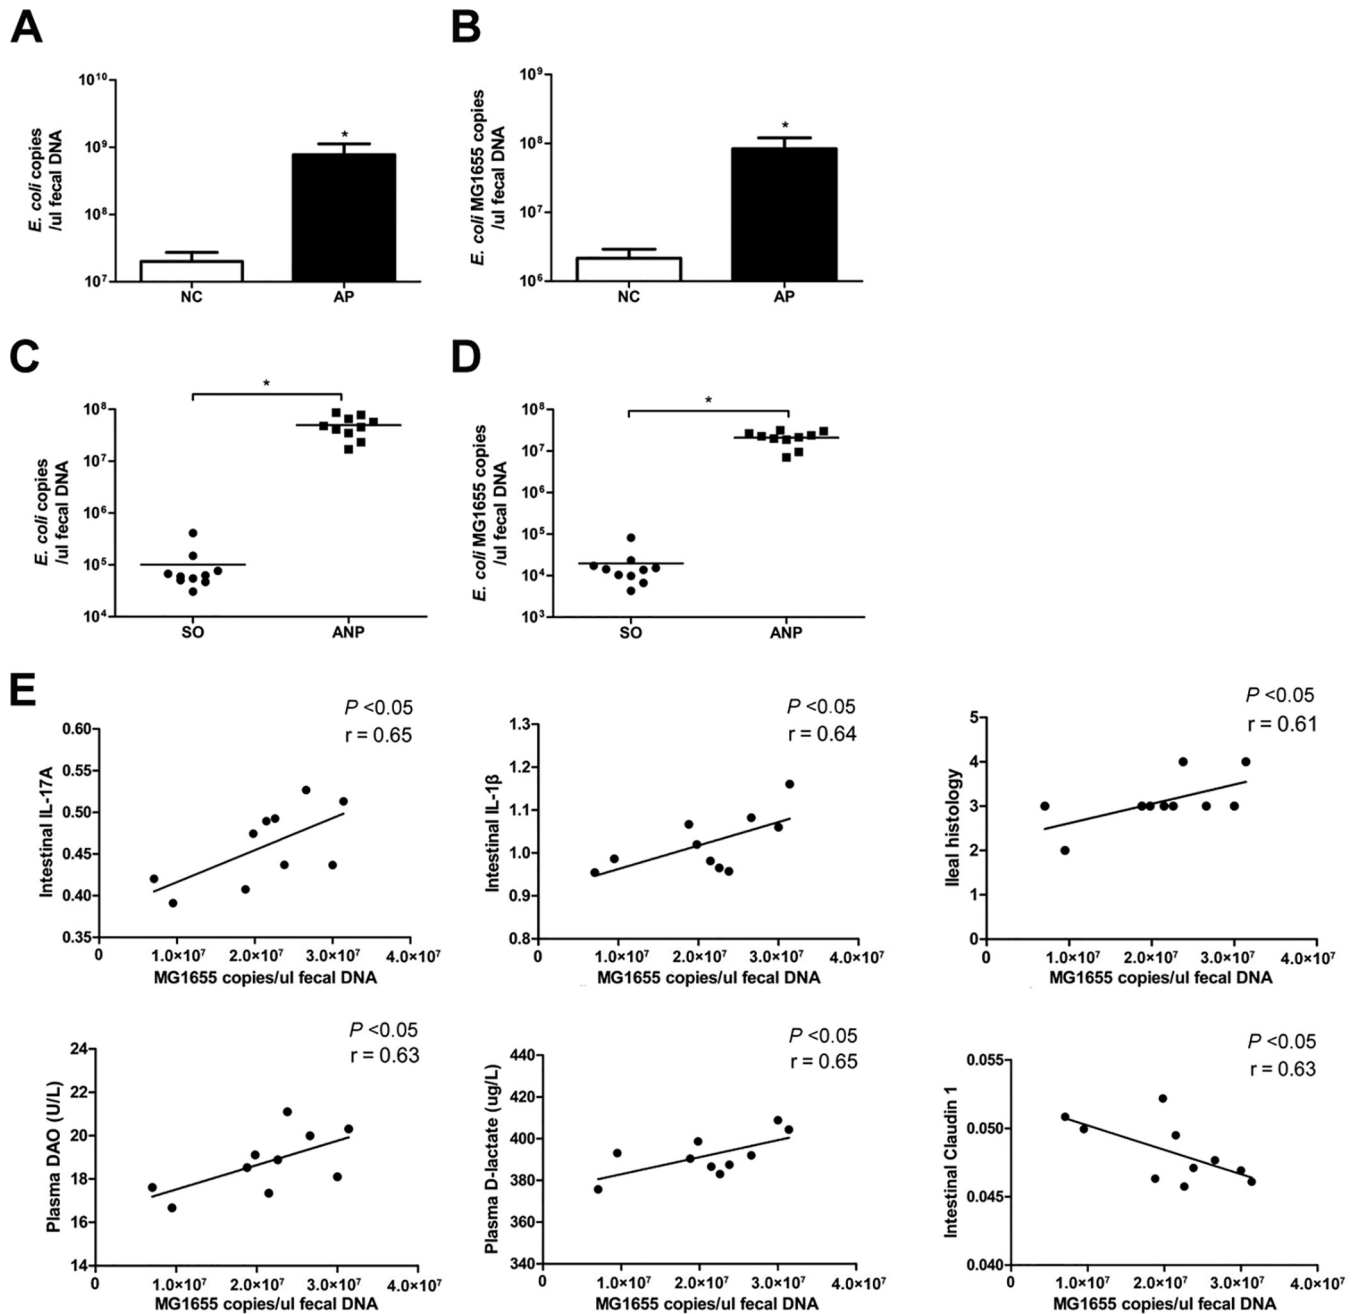 A
B
10¹⁰
10⁹
10⁸
10⁷
E. coli copies
/ul fecal DNA
*
NC
AP
10⁹
10⁸
10⁷
10⁶
E. coli MG1655 copies
/ul fecal DNA
*
NC
AP
C
D
10⁸
10⁷
10⁶
10⁵
10⁴
E. coli copies
/ul fecal DNA
*
SO
ANP
10⁸
10⁷
10⁶
10⁵
10⁴
10³
E. coli MG1655 copies
/ul fecal DNA
*
SO
ANP
E
P <0.05
r = 0.65
0.60
0.55
0.50
0.45
0.40
0.35
Intestinal IL-17A
0
1.0×10⁷
2.0×10⁷
3.0×10⁷
4.0×10⁷
MG1655 copies/ul fecal DNA
P <0.05
r = 0.64
1.3
1.2
1.1
1.0
0.9
0.8
Intestinal IL-1β
0
1.0×10⁷
2.0×10⁷
3.0×10⁷
4.0×10⁷
MG1655 copies/ul fecal DNA
P <0.05
r = 0.61
5
4
3
2
1
0
Ileal histology
0
1.0×10⁷
2.0×10⁷
3.0×10⁷
4.0×10⁷
MG1655 copies/ul fecal DNA
P <0.05
r = 0.63
24
22
20
18
16
14
Plasma DAO (U/L)
0
1.0×10⁷
2.0×10⁷
3.0×10⁷
4.0×10⁷
MG1655 copies/ul fecal DNA
P <0.05
r = 0.65
440
420
400
380
360
340
Plasma D-lactate (ug/L)
0
1.0×10⁷
2.0×10⁷
3.0×10⁷
4.0×10⁷
MG1655 copies/ul fecal DNA
P <0.05
r = 0.63
0.055
0.050
0.045
0.040
Intestinal Claudin 1
0
1.0×10⁷
2.0×10⁷
3.0×10⁷
4.0×10⁷
MG1655 copies/ul fecal DNA